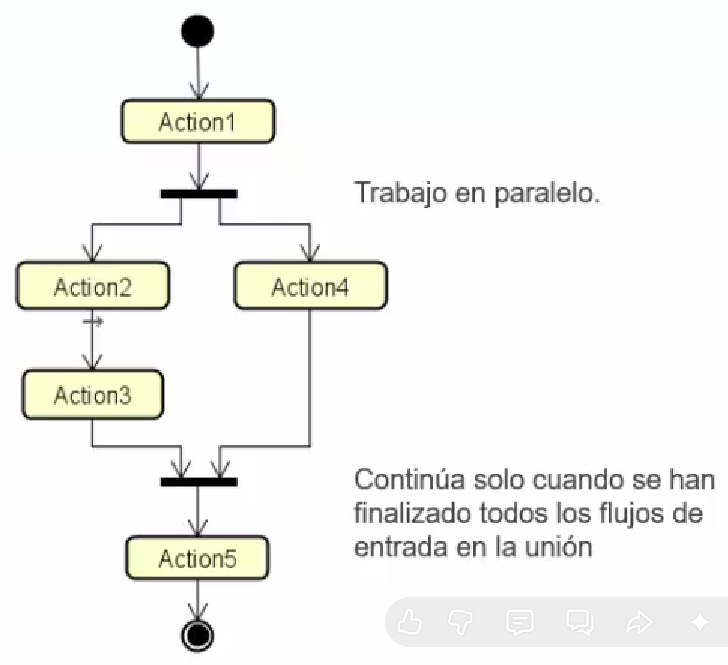 Action1
Trabajo en paralelo.
Action2
Action4
Action3
Continúa solo cuando se han
finalizado todos los flujos de
entrada en la unión
Action5